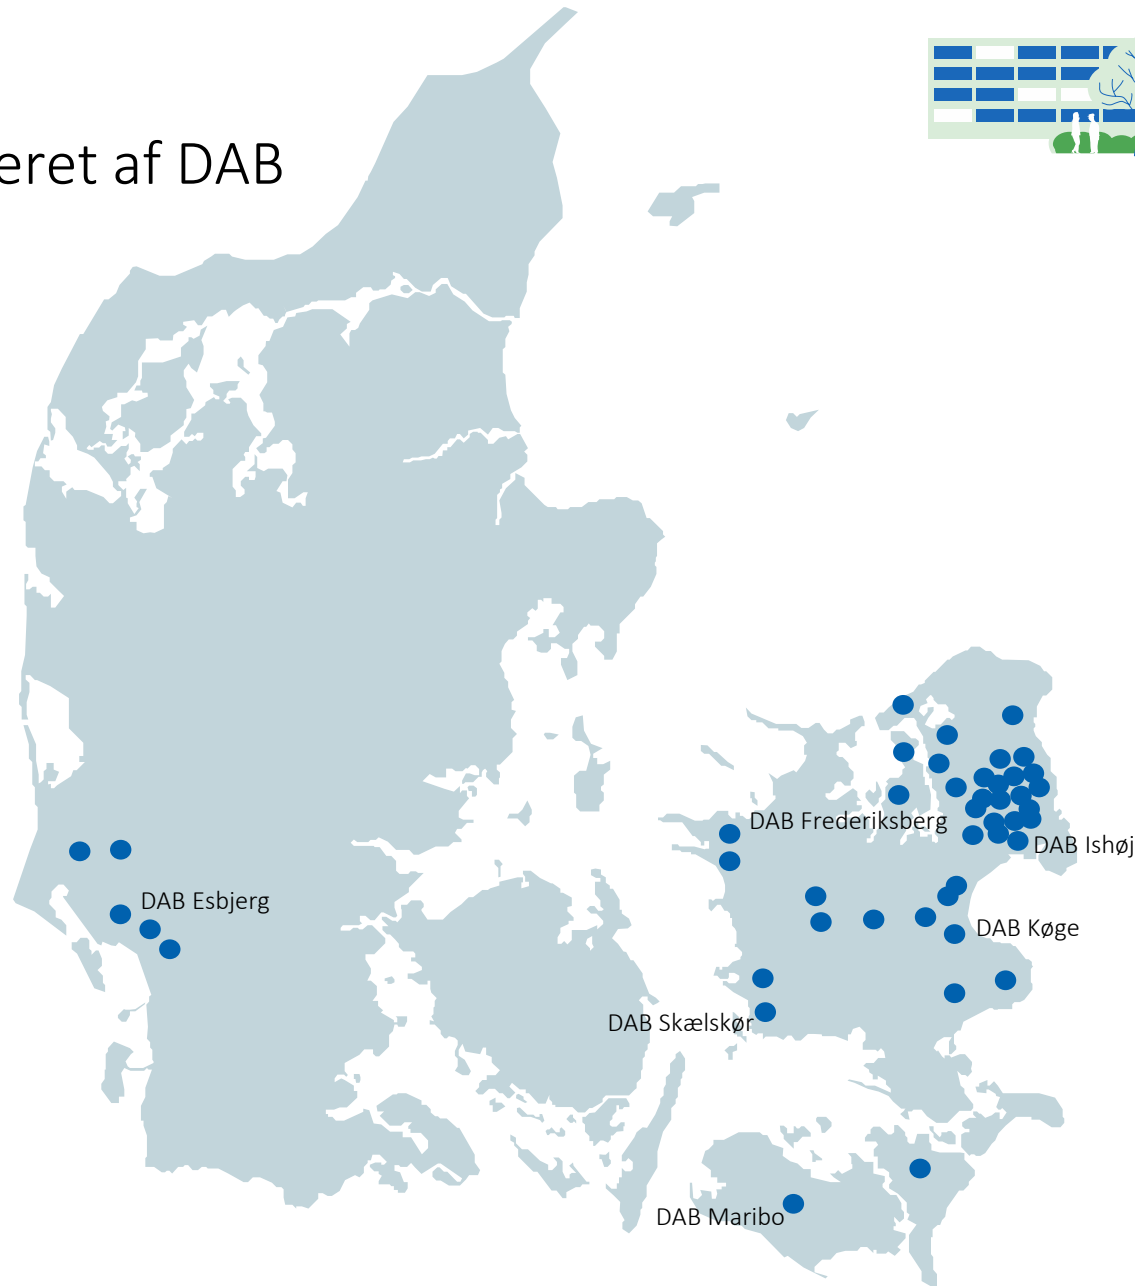 eret af DAB
DAB Frederiksberg
DAB Ishøj
DAB Esbjerg
DAB Køge
DAB Skælskør
DAB Maribo